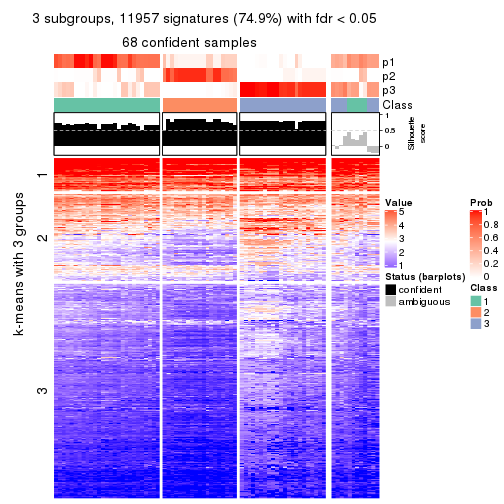 3 subgroups, 11957 signatures (74.9%) with fdr < 0.05
68 confident samples
p1
p2
p3
Class
1
0.5
0
Silhouette
score
k-means with 3 groups
1
2
3
Value
5
4
3
2
1
Status (barplots)
confident
ambiguous
Prob
1
0.8
0.6
0.4
0.2
0
Class
1
2
3